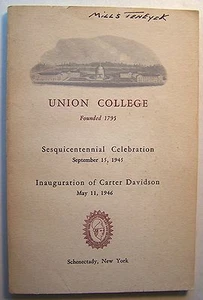 MILLS TENEYCK
UNION COLLEGE
Founded 1795
Sesquicentennial Celebration
September 15, 1945
Inauguration of Carter Davidson
May 11, 1946
Schenectady, New York